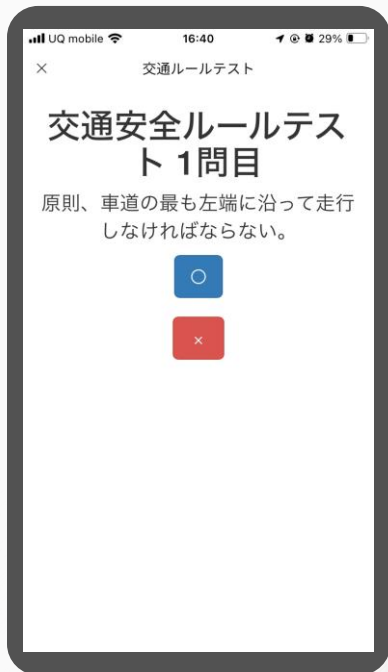 UQ mobile 16:40 29%
× 交通ルールテスト
交通安全ルールテス
ト 1問目
原則、車道の最も左端に沿って走行
しなければならない。
○
×